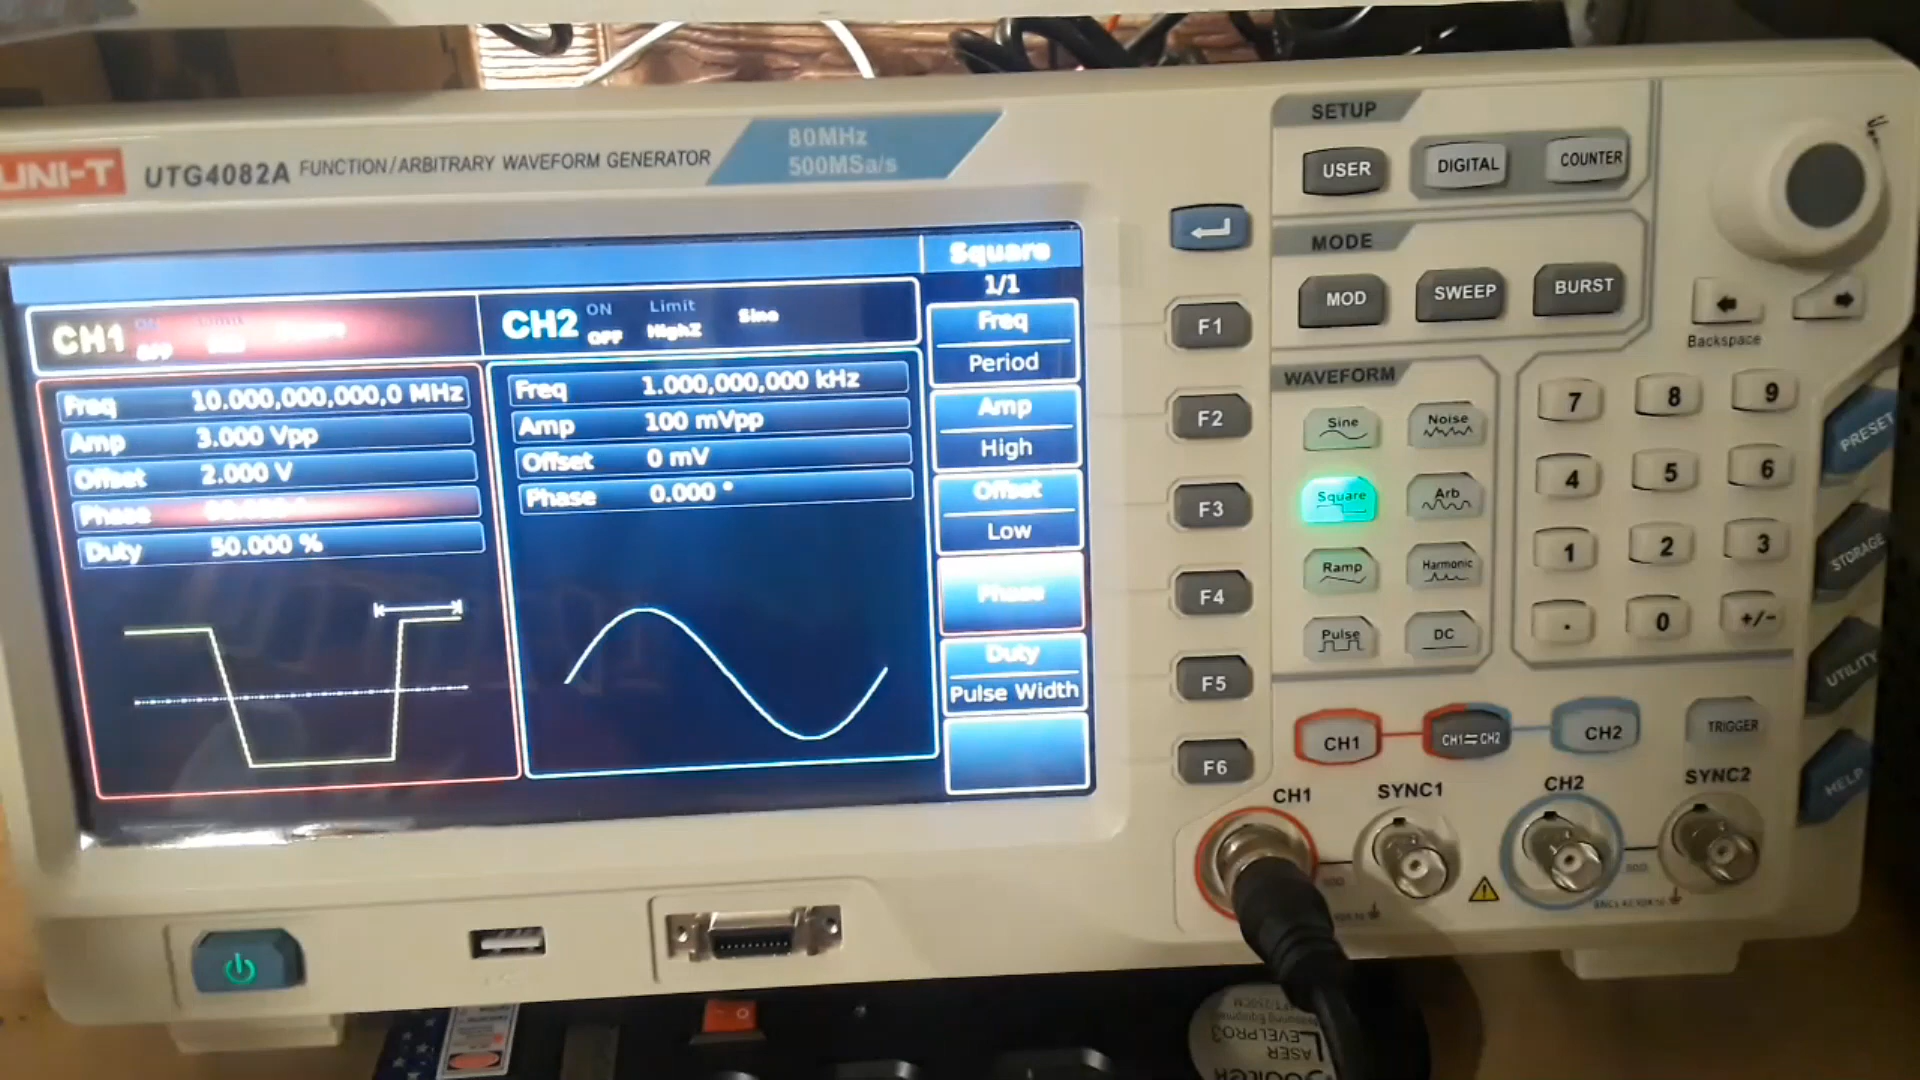 UNI-T UTG4082A FUNCTION/ARBITRARY WAVEFORM GENERATOR
80MHz
500MSa/s
Square
1/1
CH1 OFF
CH2 ON OFF Limit HighZ Sine
Freq 10.000,000,000,0 MHz
Amp 3.000 Vpp
Offset 2.000 V
Phase
Duty 50.000 %
Freq 1.000,000,000 kHz
Amp 100 mVpp
Offset 0 mV
Phase 0.000 °
Freq
Period
Amp
High
Offset
Low
Phase
Duty
Pulse Width
F1
F2
F3
F4
F5
F6
SETUP
USER DIGITAL COUNTER
MODE
MOD SWEEP BURST
Backspace
WAVEFORM
Sine Noise
Square Arb
Ramp Harmonic
Pulse DC
7 8 9
4 5 6
1 2 3
. 0 +/-
PRESET
STORAGE
UTILITY
HELP
CH1 CH1⇌CH2 CH2 TRIGGER
CH1 SYNC1 CH2 SYNC2
LASER
LEVELPRO3